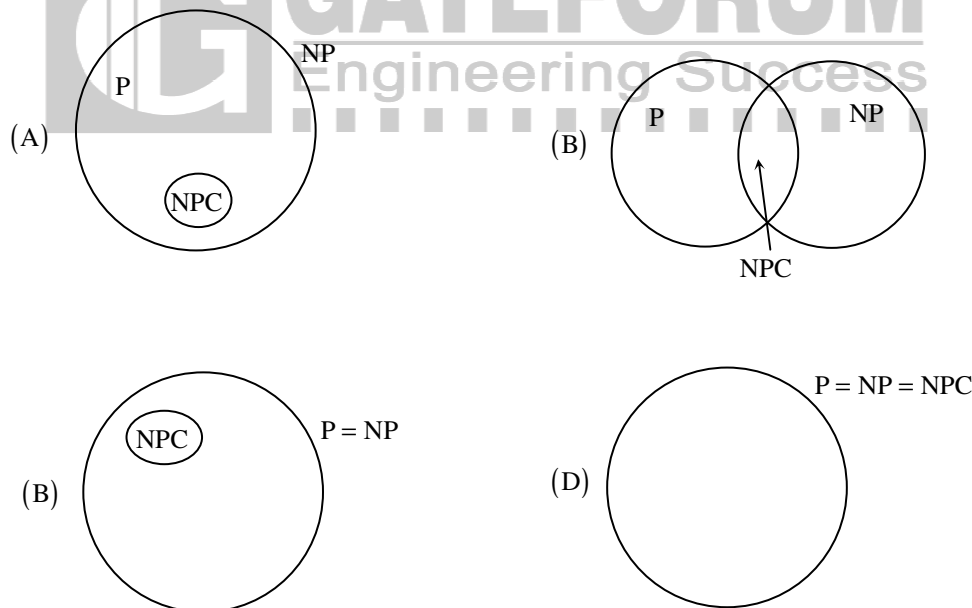 GATEFORUM
Engineering Success
(A)
P
NP
NPC
(B)
P
NP
NPC
(B)
NPC
P = NP
(D)
P = NP = NPC